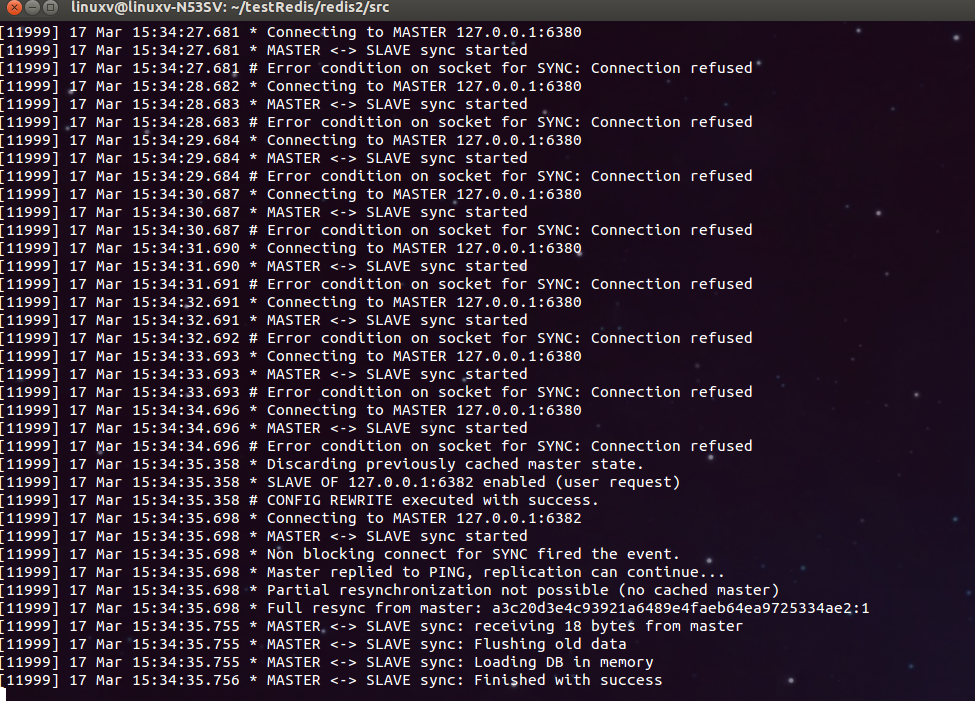 linuxv@linuxv-N53SV: ~/testRedis/redis2/src
[11999] 17 Mar 15:34:27.681 * Connecting to MASTER 127.0.0.1:6380
[11999] 17 Mar 15:34:27.681 * MASTER <-> SLAVE sync started
[11999] 17 Mar 15:34:27.681 # Error condition on socket for SYNC: Connection refused
[11999] 17 Mar 15:34:28.682 * Connecting to MASTER 127.0.0.1:6380
[11999] 17 Mar 15:34:28.683 * MASTER <-> SLAVE sync started
[11999] 17 Mar 15:34:28.683 # Error condition on socket for SYNC: Connection refused
[11999] 17 Mar 15:34:29.684 * Connecting to MASTER 127.0.0.1:6380
[11999] 17 Mar 15:34:29.684 * MASTER <-> SLAVE sync started
[11999] 17 Mar 15:34:29.684 # Error condition on socket for SYNC: Connection refused
[11999] 17 Mar 15:34:30.687 * Connecting to MASTER 127.0.0.1:6380
[11999] 17 Mar 15:34:30.687 * MASTER <-> SLAVE sync started
[11999] 17 Mar 15:34:30.687 # Error condition on socket for SYNC: Connection refused
[11999] 17 Mar 15:34:31.690 * Connecting to MASTER 127.0.0.1:6380
[11999] 17 Mar 15:34:31.690 * MASTER <-> SLAVE sync started
[11999] 17 Mar 15:34:31.691 # Error condition on socket for SYNC: Connection refused
[11999] 17 Mar 15:34:32.691 * Connecting to MASTER 127.0.0.1:6380
[11999] 17 Mar 15:34:32.691 * MASTER <-> SLAVE sync started
[11999] 17 Mar 15:34:32.692 # Error condition on socket for SYNC: Connection refused
[11999] 17 Mar 15:34:33.693 * Connecting to MASTER 127.0.0.1:6380
[11999] 17 Mar 15:34:33.693 * MASTER <-> SLAVE sync started
[11999] 17 Mar 15:34:33.693 # Error condition on socket for SYNC: Connection refused
[11999] 17 Mar 15:34:34.696 * Connecting to MASTER 127.0.0.1:6380
[11999] 17 Mar 15:34:34.696 * MASTER <-> SLAVE sync started
[11999] 17 Mar 15:34:34.696 # Error condition on socket for SYNC: Connection refused
[11999] 17 Mar 15:34:35.358 * Discarding previously cached master state.
[11999] 17 Mar 15:34:35.358 * SLAVE OF 127.0.0.1:6382 enabled (user request)
[11999] 17 Mar 15:34:35.358 # CONFIG REWRITE executed with success.
[11999] 17 Mar 15:34:35.698 * Connecting to MASTER 127.0.0.1:6382
[11999] 17 Mar 15:34:35.698 * MASTER <-> SLAVE sync started
[11999] 17 Mar 15:34:35.698 * Non blocking connect for SYNC fired the event.
[11999] 17 Mar 15:34:35.698 * Master replied to PING, replication can continue...
[11999] 17 Mar 15:34:35.698 * Partial resynchronization not possible (no cached master)
[11999] 17 Mar 15:34:35.698 * Full resync from master: a3c20d3e4c93921a6489e4faeb64ea9725334ae2:1
[11999] 17 Mar 15:34:35.755 * MASTER <-> SLAVE sync: receiving 18 bytes from master
[11999] 17 Mar 15:34:35.755 * MASTER <-> SLAVE sync: Flushing old data
[11999] 17 Mar 15:34:35.755 * MASTER <-> SLAVE sync: Loading DB in memory
[11999] 17 Mar 15:34:35.756 * MASTER <-> SLAVE sync: Finished with success